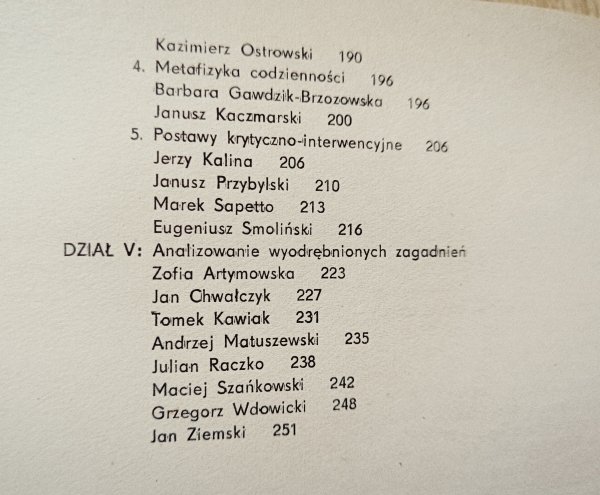 Kazimierz Ostrowski 190
4. Metafizyka codzienności 196
Barbara Gawdzik-Brzozowska 196
Janusz Kaczmarski 200
5. Postawy krytyczno-interwencyjne 206
Jerzy Kalina 206
Janusz Przybylski 210
Marek Sapetto 213
Eugeniusz Smoliński 216
DZIAŁ V: Analizowanie wyodrębnionych zagadnień
Zofia Artymowska 223
Jan Chwałczyk 227
Tomek Kawiak 231
Andrzej Matuszewski 235
Julian Raczko 238
Maciej Szańkowski 242
Grzegorz Wdowicki 248
Jan Ziemski 251